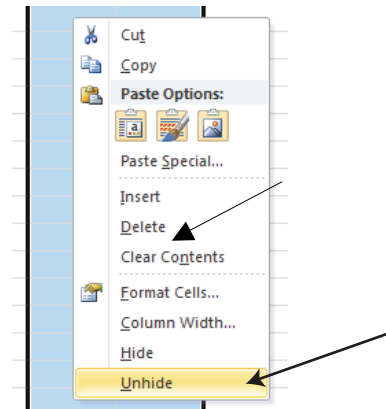 Cut
Copy
Paste Options:
a
Paste Special...
Insert
Delete
Clear Contents
Format Cells...
Column Width...
Hide
Unhide